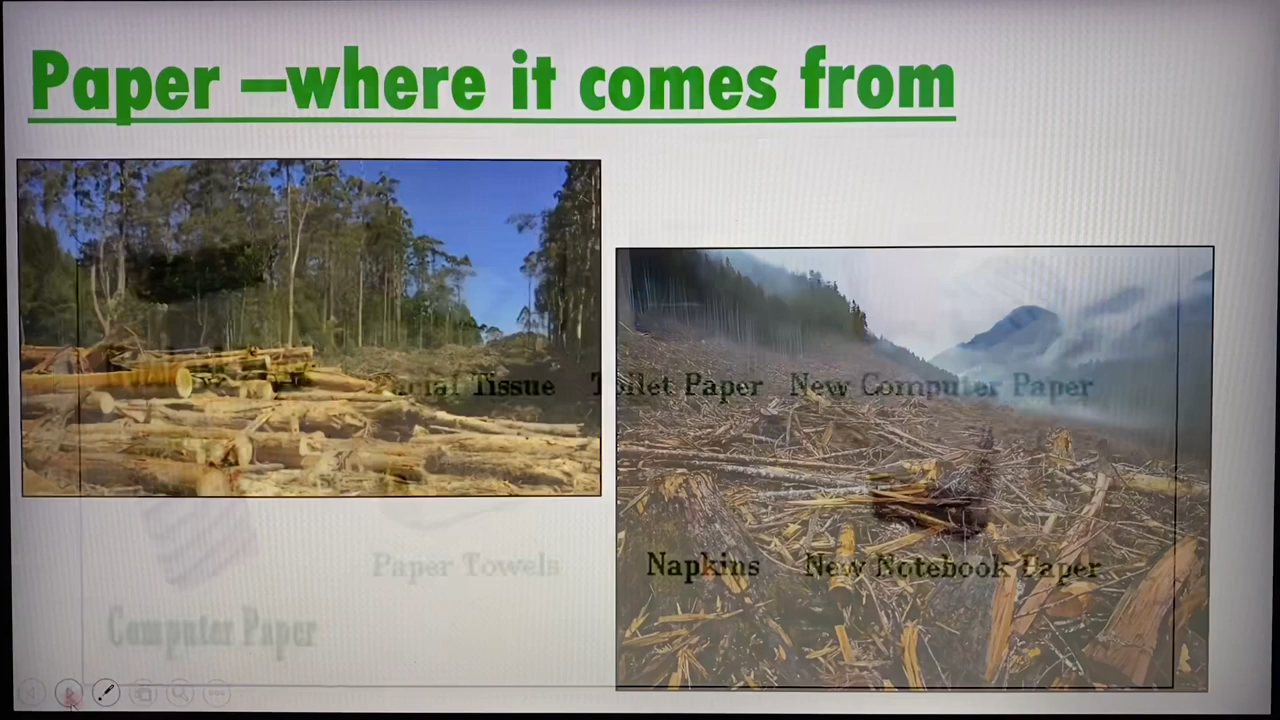 Paper –where it comes from
Facial Tissue Toilet Paper New Computer Paper
Paper Towels Napkins New Notebook Paper
Computer Paper